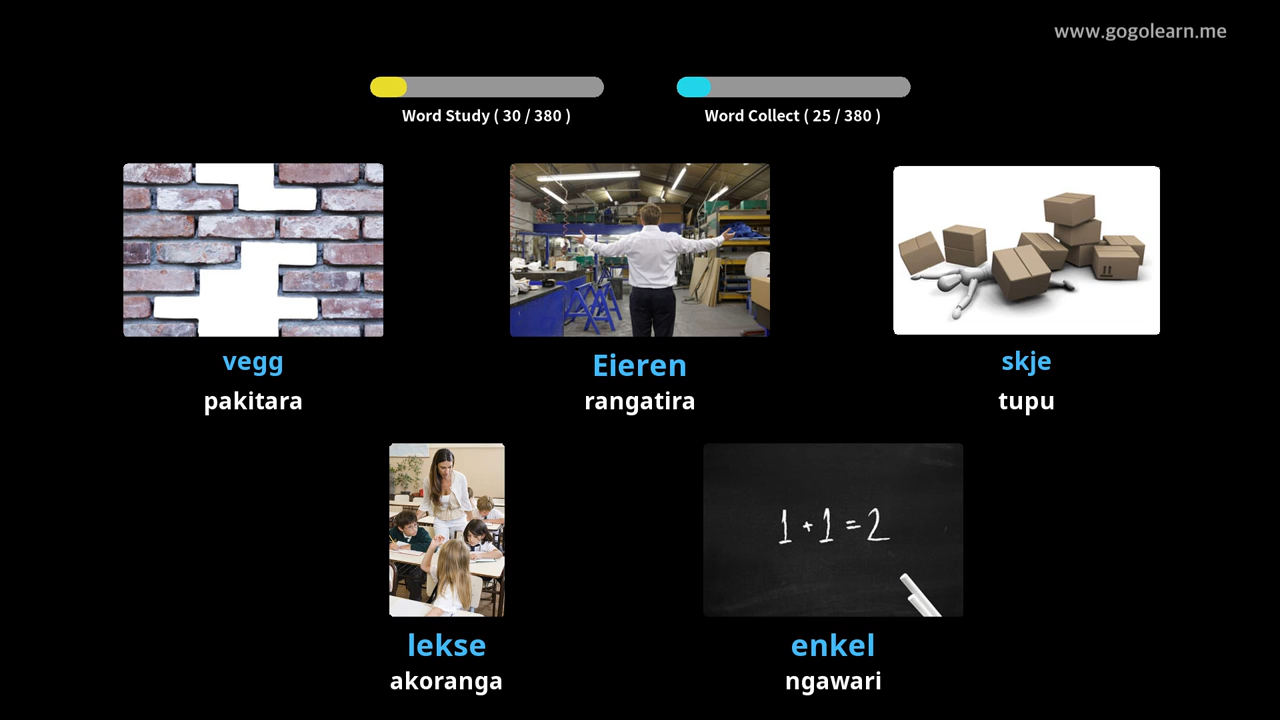 www.gogolearn.me
Word Study ( 30 / 380 )
Word Collect ( 25 / 380 )
vegg
pakitara
Eieren
rangatira
skje
tupu
1 + 1 = 2
lekse
akoranga
enkel
ngawari